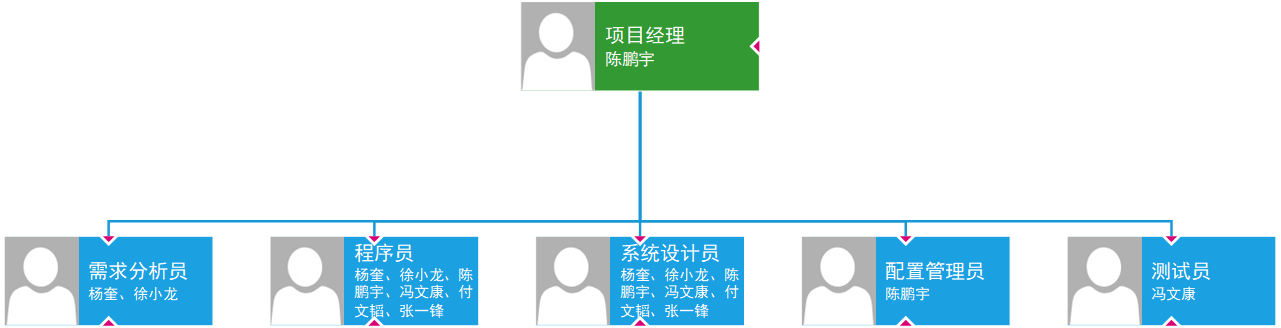 项目经理
陈鹏宇
需求分析员
杨奎、徐小龙
程序员
杨奎、徐小龙、陈
鹏宇、冯文康、付
文韬、张一锋
系统设计员
杨奎、徐小龙、陈
鹏宇、冯文康、付
文韬、张一锋
配置管理员
陈鹏宇
测试员
冯文康